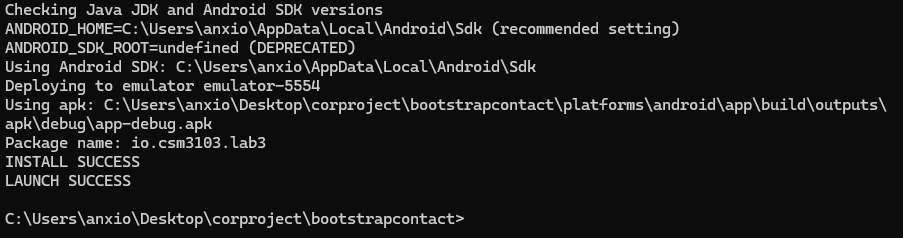 Checking Java JDK and Android SDK versions
ANDROID_HOME=C:\Users\anxio\AppData\Local\Android\Sdk (recommended setting)
ANDROID_SDK_ROOT=undefined (DEPRECATED)
Using Android SDK: C:\Users\anxio\AppData\Local\Android\Sdk
Deploying to emulator emulator-5554
Using apk: C:\Users\anxio\Desktop\corproject\bootstrapcontact\platforms\android\app\build\outputs\
apk\debug\app-debug.apk
Package name: io.csm3103.lab3
INSTALL SUCCESS
LAUNCH SUCCESS
C:\Users\anxio\Desktop\corproject\bootstrapcontact>